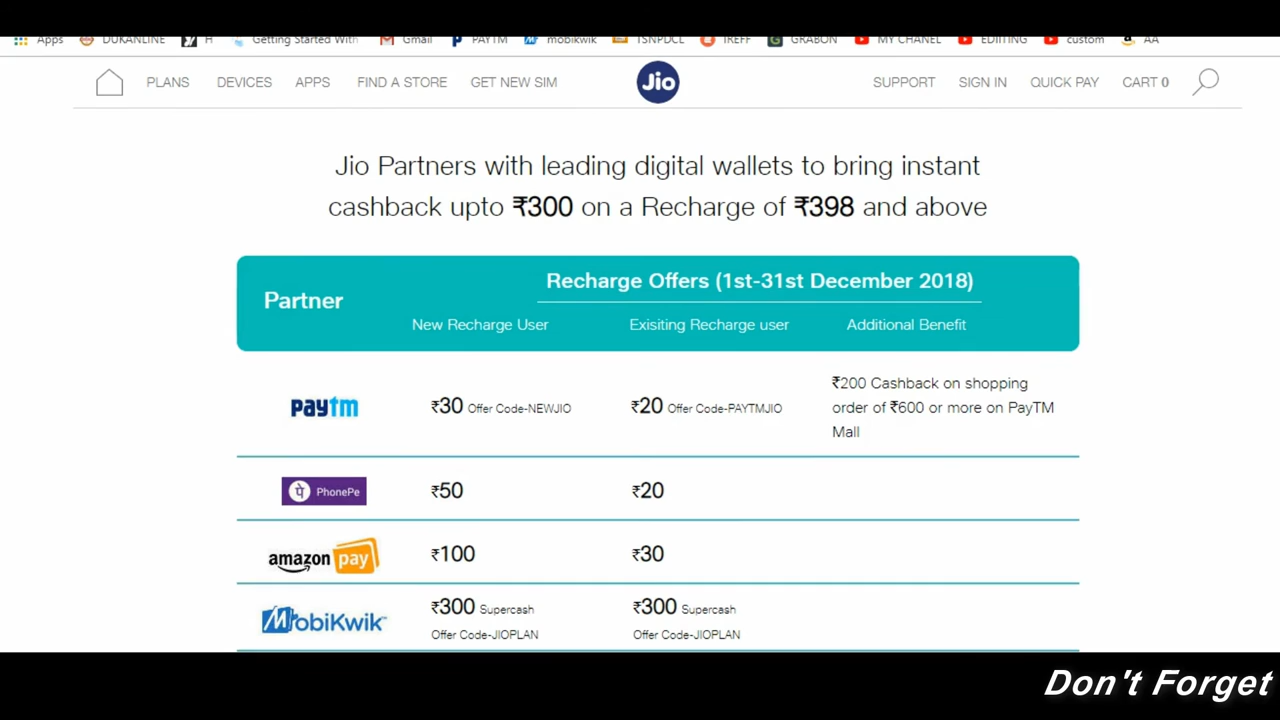 Apps DUKANLINE H Getting Started With Gmail PAYTM mobikwik TSNPDCL IREFF GRABON MY CHANEL EDIITING custom AA
PLANS DEVICES APPS FIND A STORE GET NEW SIM Jio SUPPORT SIGN IN QUICK PAY CART 0
Jio Partners with leading digital wallets to bring instant
cashback upto ₹300 on a Recharge of ₹398 and above
Recharge Offers (1st-31st December 2018)
Partner
New Recharge User Exisiting Recharge user Additional Benefit
₹200 Cashback on shopping
paytm ₹30 Offer Code-NEWJIO ₹20 Offer Code-PAYTMJIO order of ₹600 or more on PayTM
Mall
पे PhonePe ₹50 ₹20
amazon pay ₹100 ₹30
MobiKwik ₹300 Supercash ₹300 Supercash
Offer Code-JIOPLAN Offer Code-JIOPLAN
Don't Forget